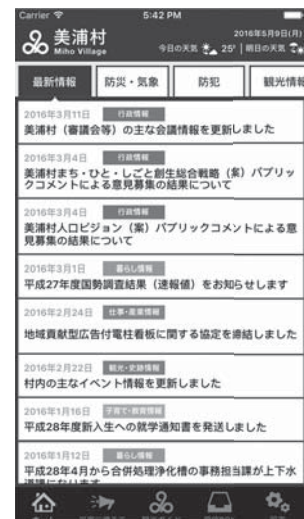 Carrier 5:42 PM
美浦村
Miho Village
2016年5月9日(月)
今日の天気 25° | 明日の天気
最新情報 防災・気象 防犯 観光情報
2016年3月11日 行政情報
美浦村（審議会等）の主な会議情報を更新しました
2016年3月4日 行政情報
美浦村まち・ひと・しごと創生総合戦略（案）パブリッ
クコメントによる意見募集の結果について
2016年3月4日 行政情報
美浦村人口ビジョン（案）パブリックコメントによる意
見募集の結果について
2016年3月1日 暮らし情報
平成27年度国勢調査結果（速報値）をお知らせします
2016年2月24日 仕事・産業情報
地域貢献型広告付電柱看板に関する協定を締結しました
2016年2月22日 観光・史跡情報
村内の主なイベント情報を更新しました
2016年1月16日 子育て・教育情報
平成28年度新入生への就学通知書を発送しました
2016年1月12日 暮らし情報
平成28年4月から合併処理浄化槽の事務担当課が上下水
道課になります